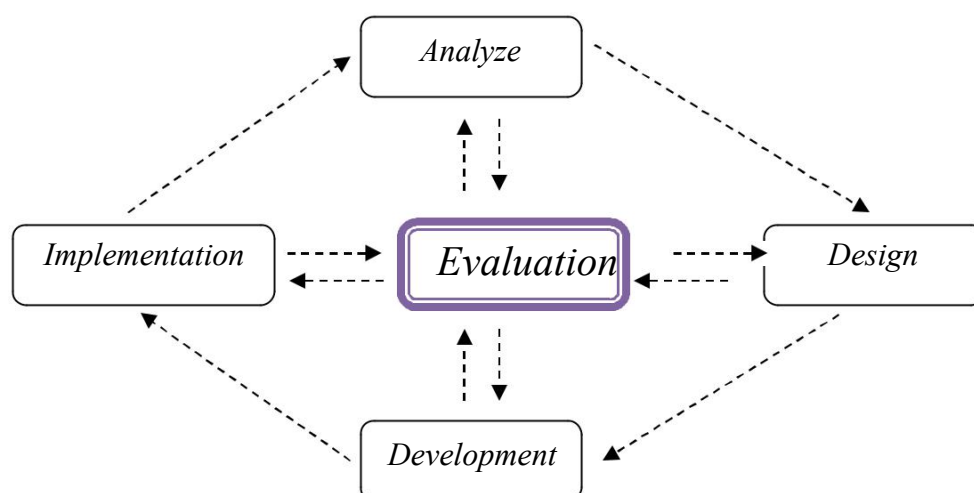 Analyze
Implementation
Evaluation
Design
Development